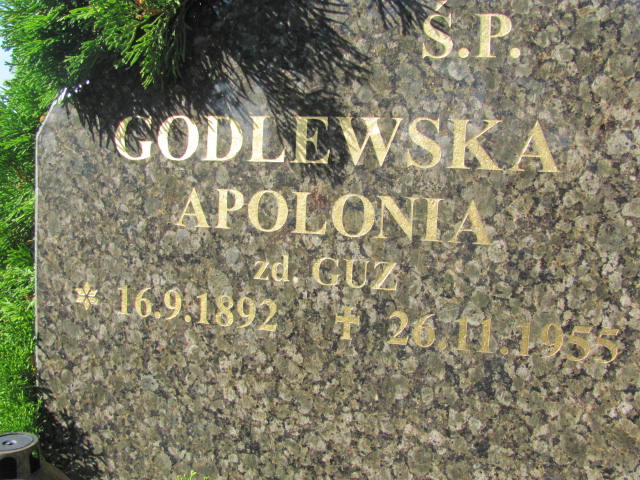 Ś.P.
GODLEWSKA
APOLONIA
zd. GUZ
* 16.9.1892 † 26.11.1955